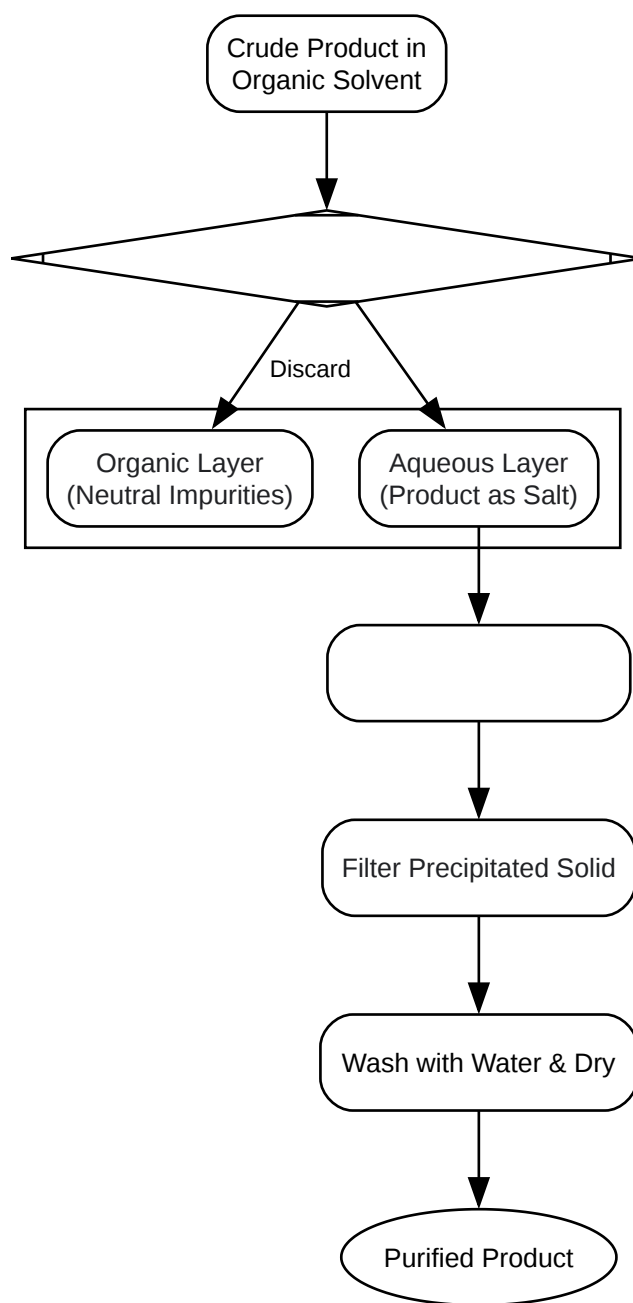 Crude Product in
Organic Solvent
Discard
Organic Layer
(Neutral Impurities)
Aqueous Layer
(Product as Salt)
Filter Precipitated Solid
Wash with Water & Dry
Purified Product